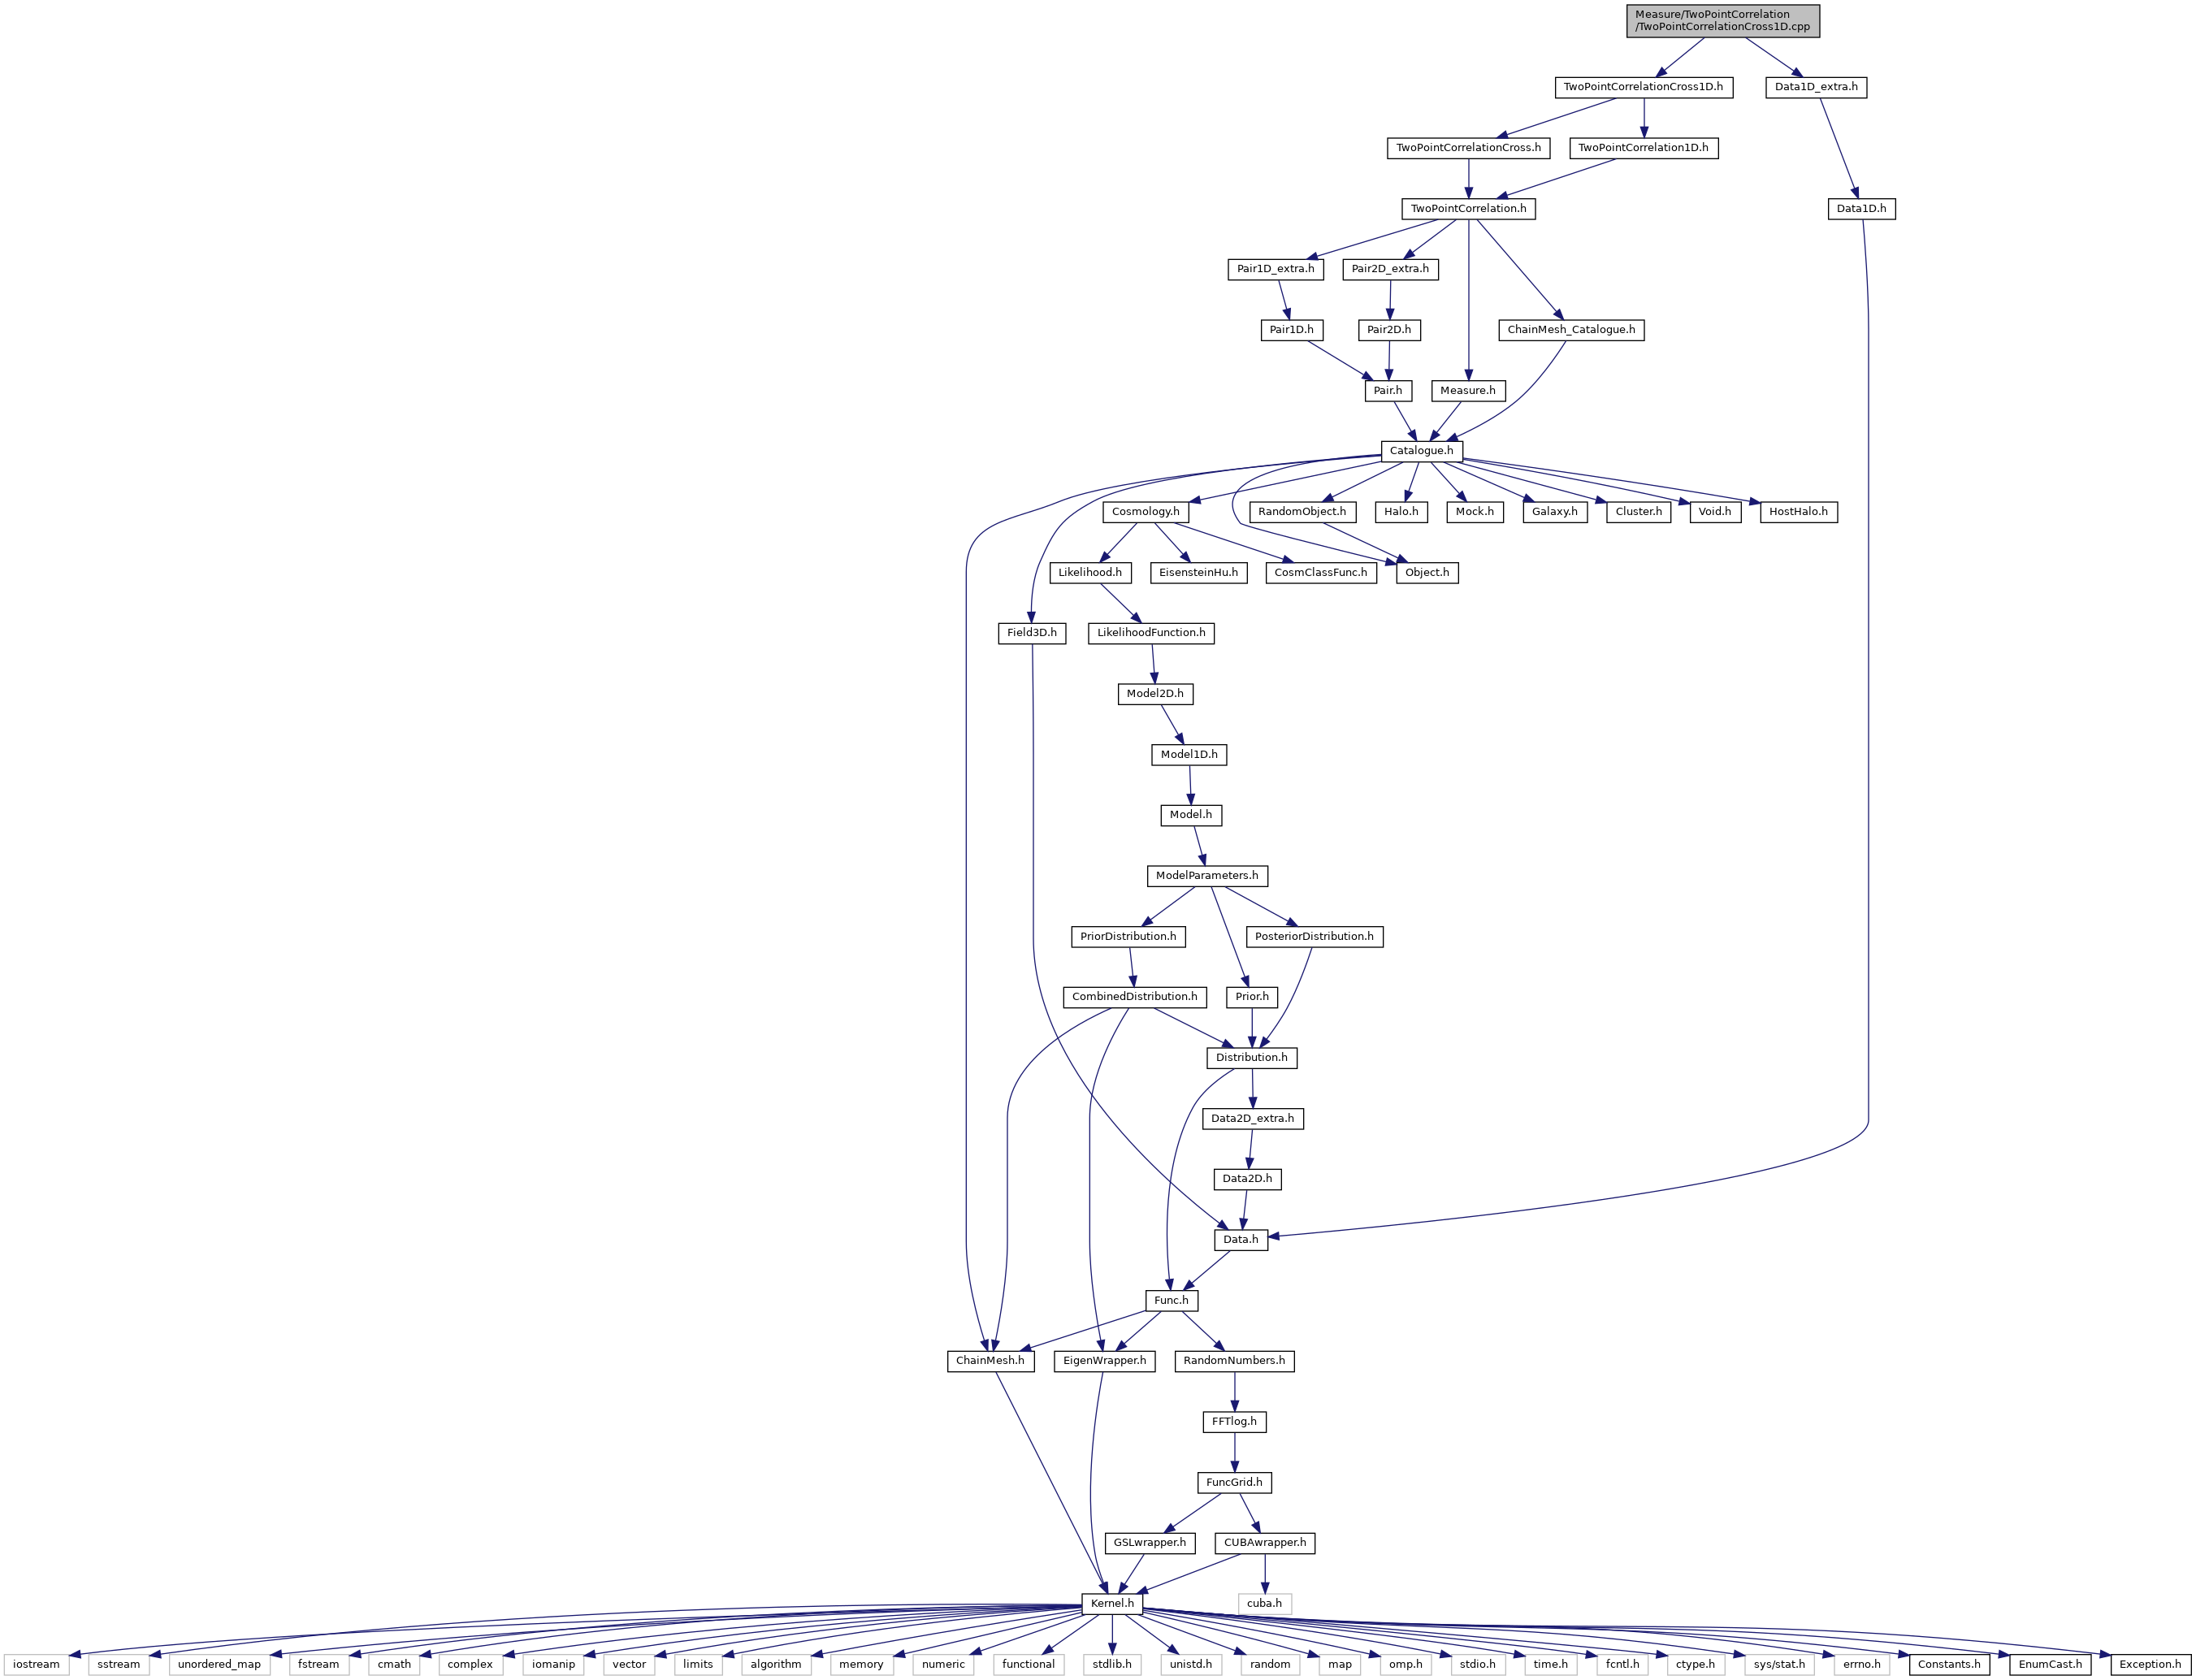 Measure/TwoPointCorrelation
/TwoPointCorrelationCross1D.cpp
TwoPointCorrelationCross1D.h
Data1D_extra.h
TwoPointCorrelationCross.h
TwoPointCorrelation1D.h
TwoPointCorrelation.h
Data1D.h
Pair1D_extra.h
Pair2D_extra.h
Pair1D.h
Pair2D.h
ChainMesh_Catalogue.h
Pair.h
Measure.h
Catalogue.h
Cosmology.h
RandomObject.h
Halo.h
Mock.h
Galaxy.h
Cluster.h
Void.h
HostHalo.h
Likelihood.h
EisensteinHu.h
CosmClassFunc.h
Object.h
Field3D.h
LikelihoodFunction.h
Model2D.h
Model1D.h
Model.h
ModelParameters.h
PriorDistribution.h
PosteriorDistribution.h
CombinedDistribution.h
Prior.h
Distribution.h
Data2D_extra.h
Data2D.h
Data.h
Func.h
ChainMesh.h
EigenWrapper.h
RandomNumbers.h
FFTlog.h
FuncGrid.h
GSLwrapper.h
CUBAwrapper.h
Kernel.h
cuba.h
iostream
sstream
unordered_map
fstream
cmath
complex
iomanip
vector
limits
algorithm
memory
numeric
functional
stdlib.h
unistd.h
random
map
omp.h
stdio.h
time.h
fcntl.h
ctype.h
sys/stat.h
errno.h
Constants.h
EnumCast.h
Exception.h